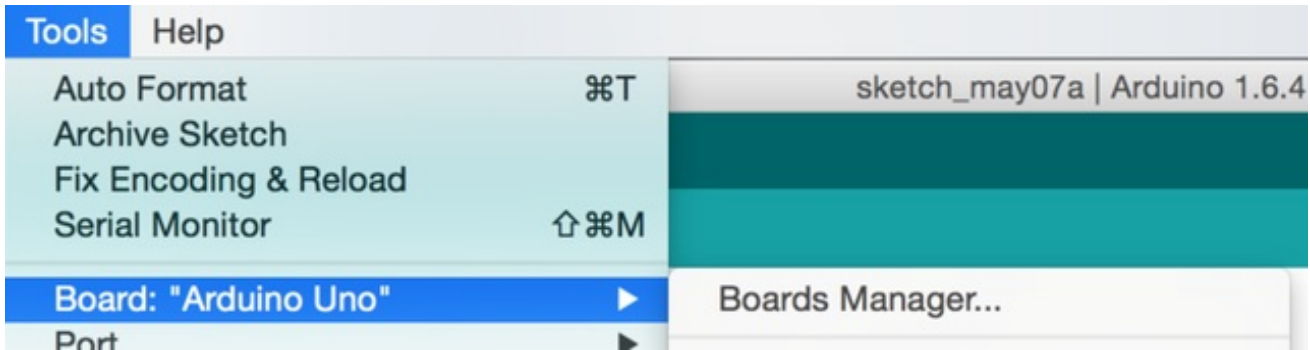 Tools Help
Auto Format ⌘T sketch_may07a | Arduino 1.6.4
Archive Sketch
Fix Encoding & Reload
Serial Monitor ⇧⌘M
Board: "Arduino Uno" ▶ Boards Manager...
Port ▶